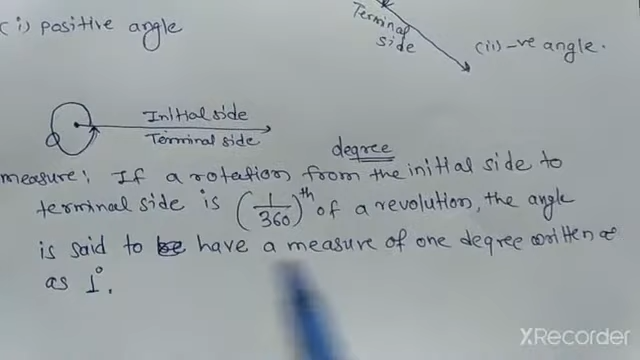 (i) positive angle
Terminal side
(ii) -ve angle.
Initial side
Terminal side
degree
measure: If a rotation from the initial side to
terminal side is (1/360)th of a revolution, the angle
is said to be have a measure of one degree written
as 1°.
XRecorder